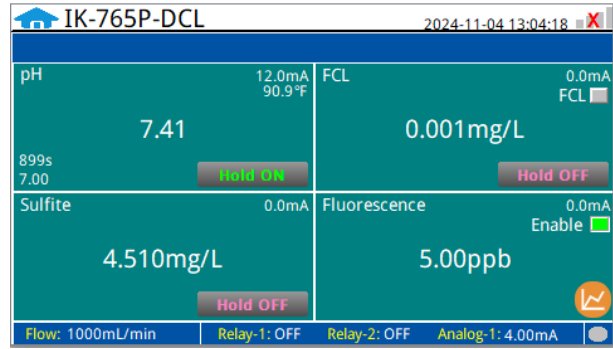 IK-765P-DCL
2024-11-04 13:04:18
X
pH
12.0mA
90.9°F
7.41
899s
7.00
Hold ON
FCL
0.0mA
FCL
0.001mg/L
Hold OFF
Sulfite
0.0mA
4.510mg/L
Hold OFF
Fluorescence
0.0mA
Enable
5.00ppb
Flow: 1000mL/min Relay-1: OFF Relay-2: OFF Analog-1: 4.00mA